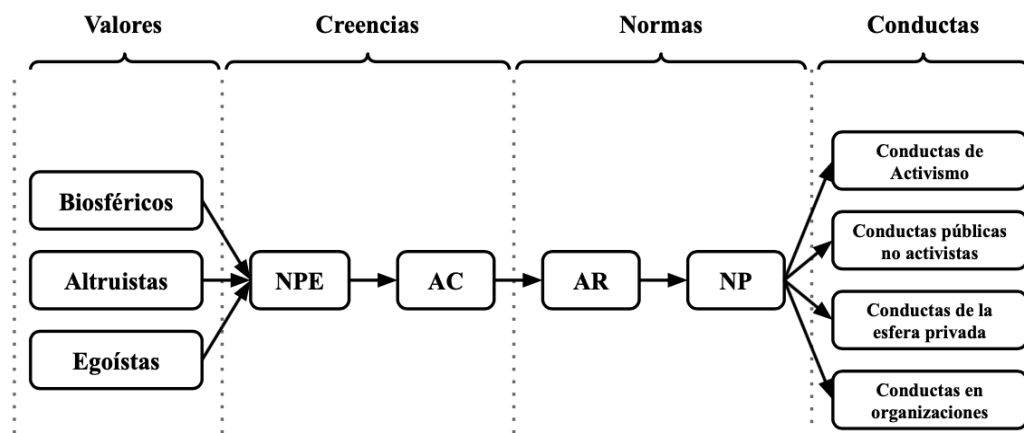 Valores Creencias Normas Conductas
Biosféricos
Altruistas
Egoístas
NPE
AC
AR
NP
Conductas de
Activismo
Conductas públicas
no activistas
Conductas de la
esfera privada
Conductas en
organizaciones